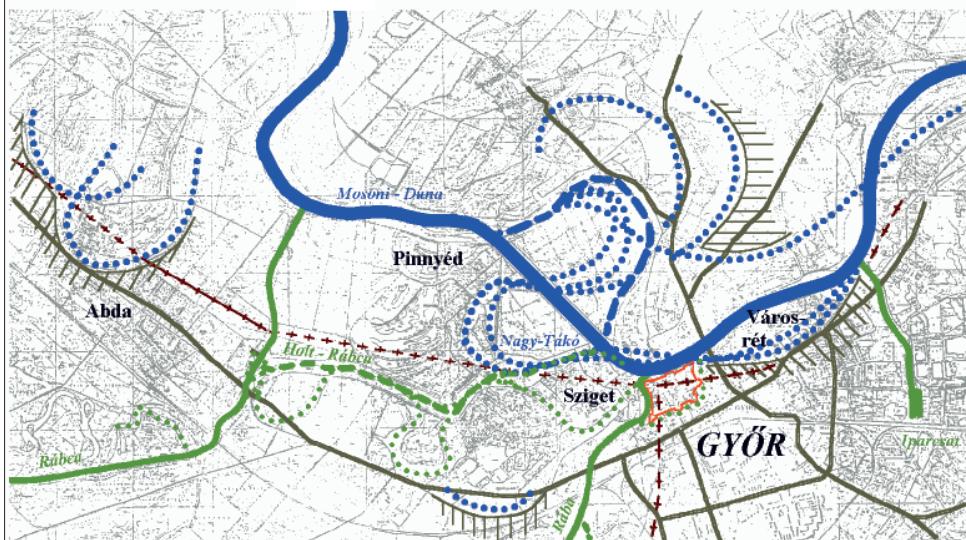 Mosoni - Duna
Pinnyéd
Abda
Város-
rét
Nagy-Tákó
Holt - Rábca
Sziget
GYŐR
Iparcsat
Rábca
Rába